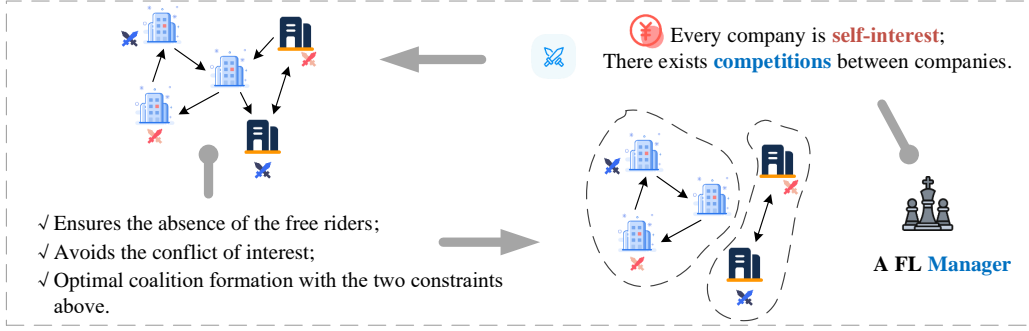 ¥ Every company is self-interest;
There exists competitions between companies.
√ Ensures the absence of the free riders;
√ Avoids the conflict of interest;
√ Optimal coalition formation with the two constraints
above.
A FL Manager